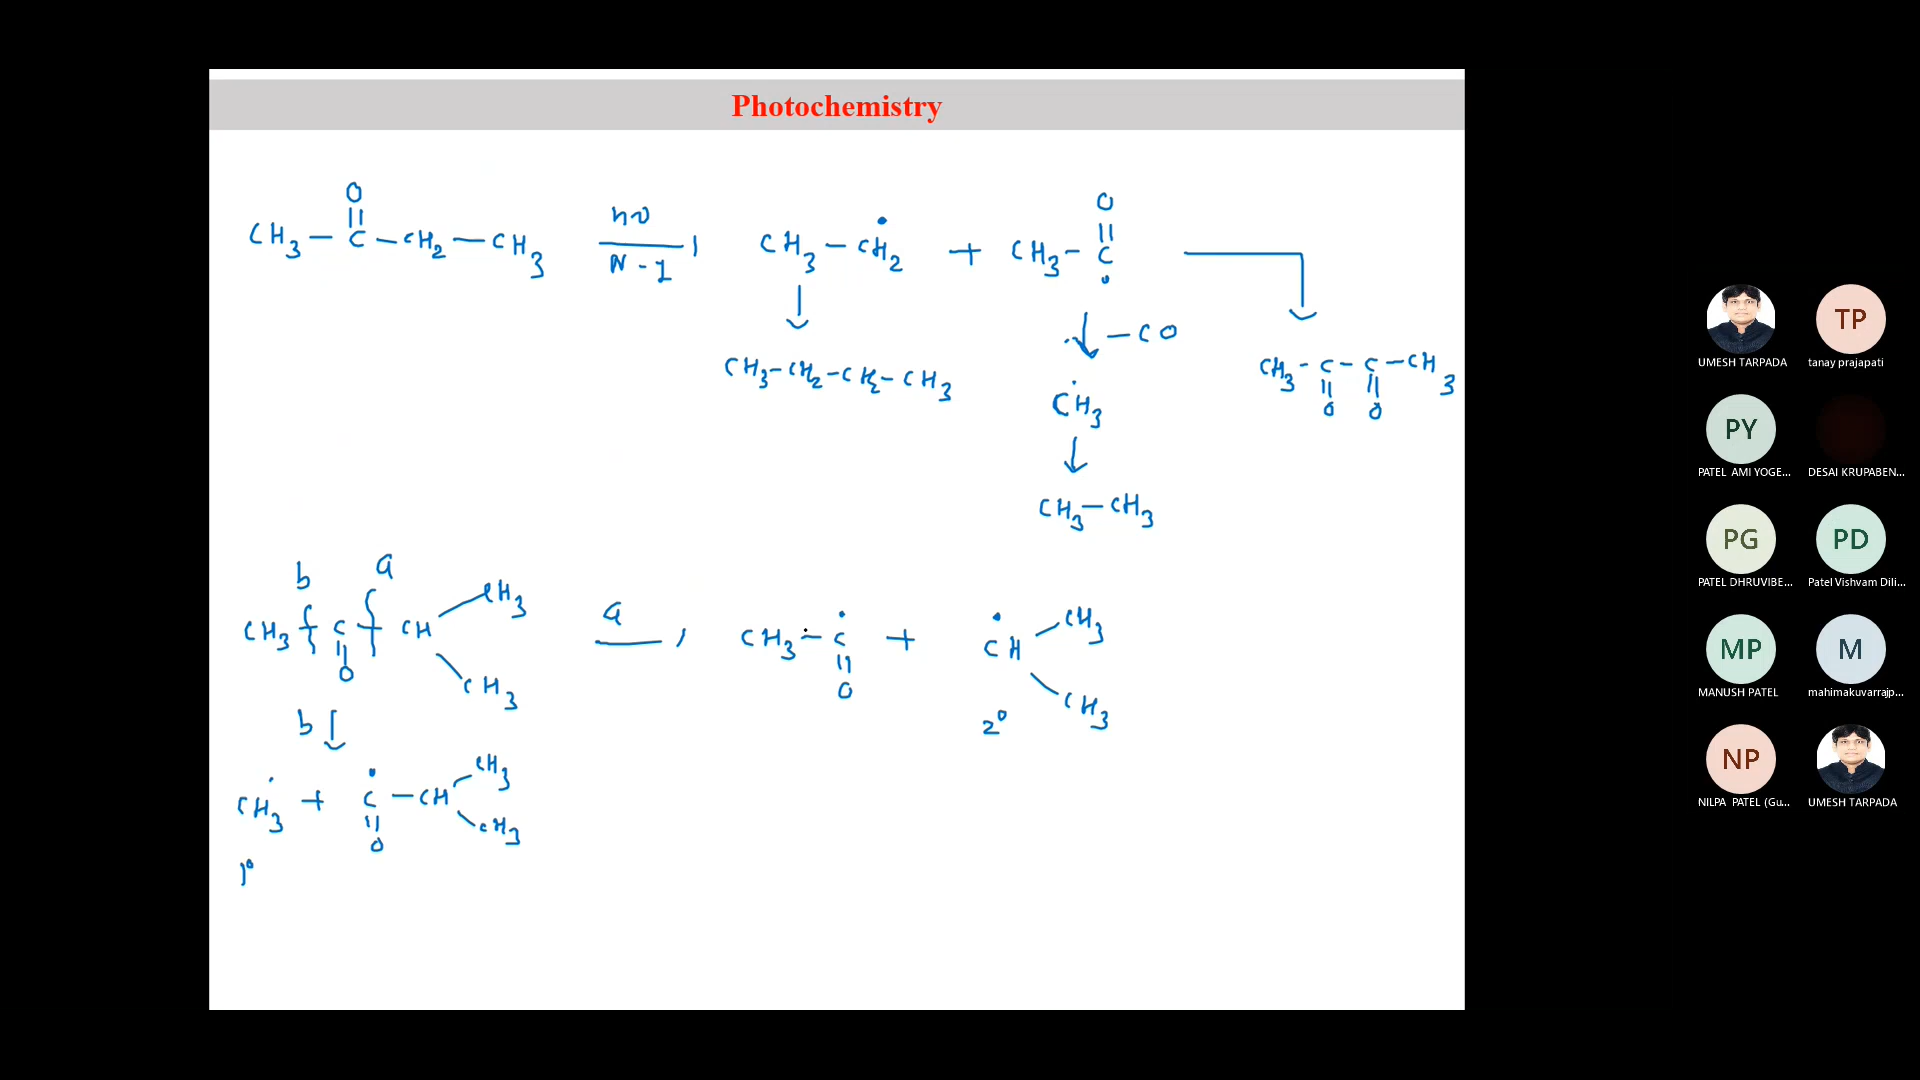 Photochemistry
O
||
CH3 - C - CH2 - CH3
hυ
N-1
CH3 - ĊH2 + CH3 - C
O
||
•
CH3-CH2-CH2-CH3
- CO
ĊH3
CH3-CH3
CH3 - C - C - CH3
|| ||
O O
b a
CH3 C CH CH3
||
O
CH3
a
CH3 - Ċ + ĊH CH3
||
O
CH3
2°
b
ĊH3 + Ċ - CH CH3
||
O
CH3
1°
UMESH TARPADA
TP
tanay prajapati
PY
PATEL AMI YOGE...
DESAI KRUPABEN...
PG
PATEL DHRUVIBE...
PD
Patel Vishvam Dili...
MP
MANUSH PATEL
M
mahimakuvarrajp...
NP
NILPA PATEL (Gu...
UMESH TARPADA